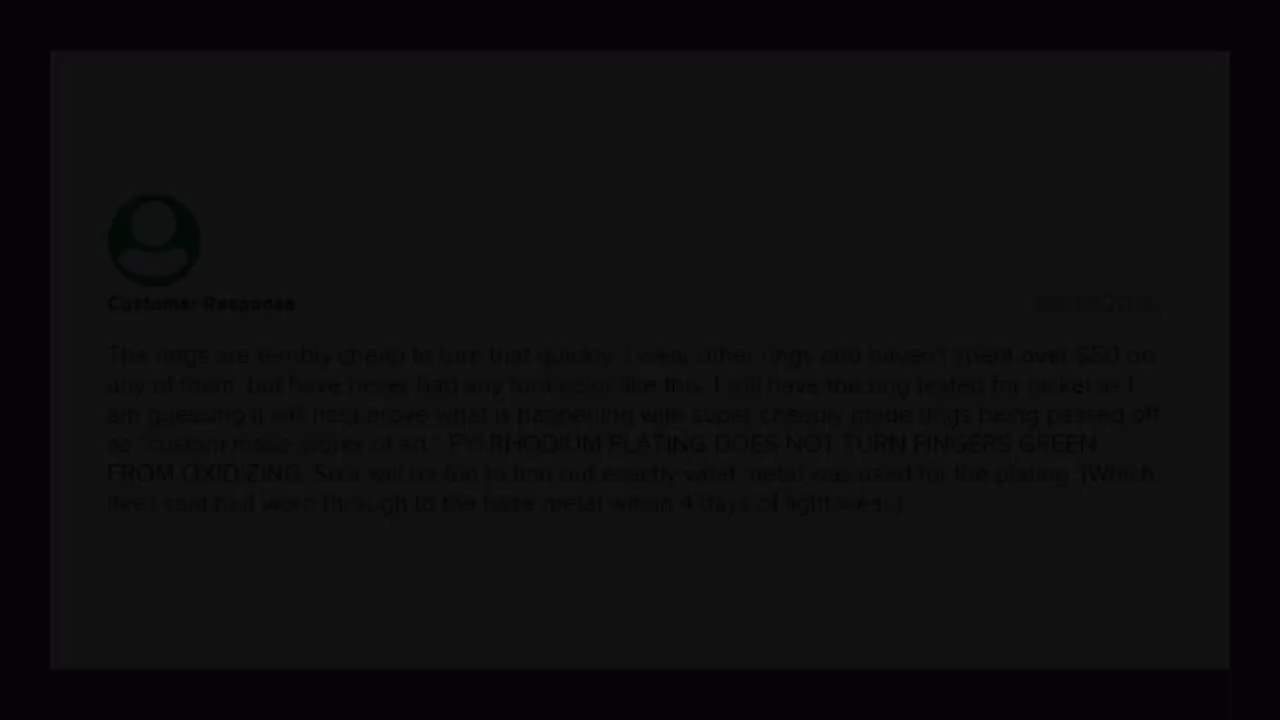 Customer Response
The rings are terribly cheap to turn that quickly. I wear other rings and haven't spent over $50 on
any of them, but have never had any turn color like this. I will have the ring tested for nickel as I
am guessing it will help prove what is happening with super cheaply made rings being passed off
as "custom made works of art." FYI RHODIUM PLATING DOES NOT TURN FINGERS GREEN
FROM OXIDIZING. So it will be fun to find out exactly what metal was used for the plating. (Which,
like I said had worn through to the base metal within 4 days of light wear.)